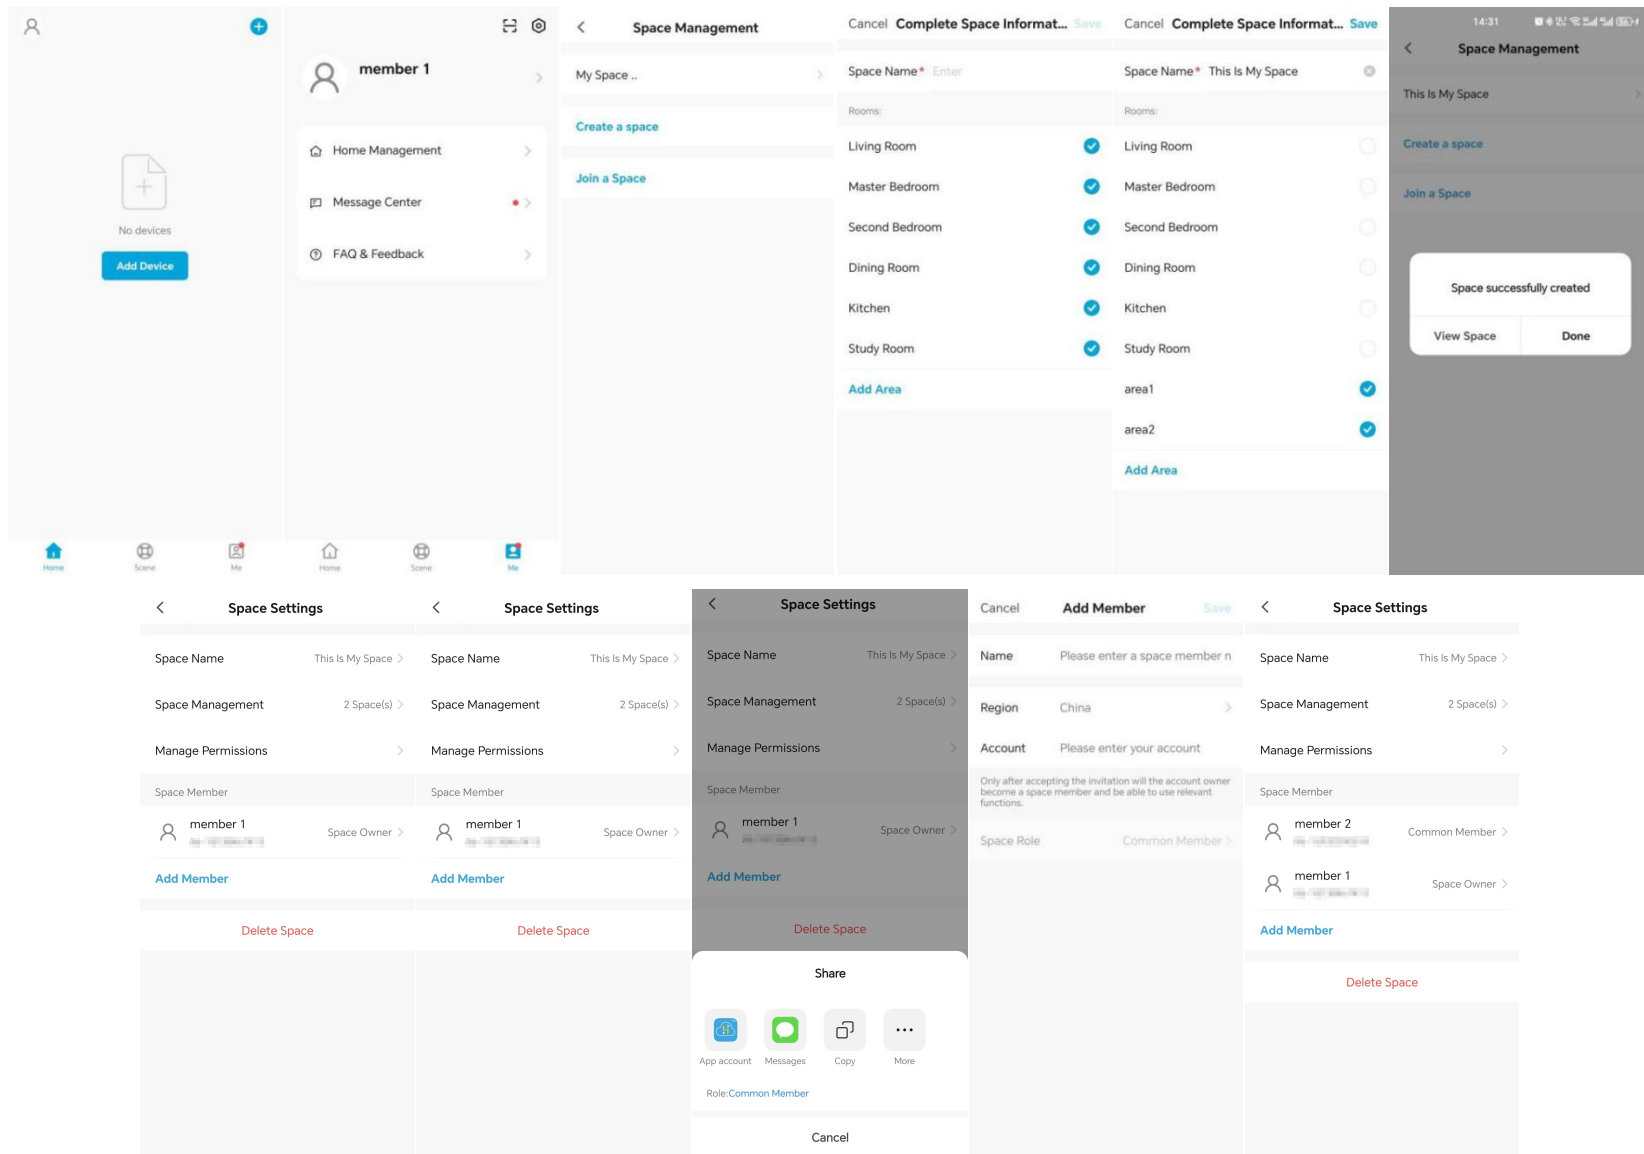 No devices
Add Device
Home
Scene
Me
member 1
Home Management
Message Center
FAQ & Feedback
Home
Scene
Me
Space Management
My Space ..
Create a space
Join a Space
Cancel Complete Space Informat... Save
Space Name* Enter
Rooms:
Living Room
Master Bedroom
Second Bedroom
Dining Room
Kitchen
Study Room
Add Area
Cancel Complete Space Informat... Save
Space Name* This Is My Space
Rooms:
Living Room
Master Bedroom
Second Bedroom
Dining Room
Kitchen
Study Room
area1
area2
Add Area
14:31
Space Management
This Is My Space
Create a space
Join a Space
Space successfully created
View Space Done
Space Settings
Space Name This Is My Space
Space Management 2 Space(s)
Manage Permissions
Space Member
member 1
Space Owner
Add Member
Delete Space
Space Settings
Space Name This Is My Space
Space Management 2 Space(s)
Manage Permissions
Space Member
member 1
Space Owner
Add Member
Delete Space
Space Settings
Space Name This Is My Space
Space Management 2 Space(s)
Manage Permissions
Space Member
member 1
Space Owner
Add Member
Delete Space
Share
App account Messages Copy More
Role:Common Member
Cancel
Cancel Add Member Save
Name Please enter a space member n
Region China
Account Please enter your account
Only after accepting the invitation will the account owner
become a space member and be able to use relevant
functions.
Space Role Common Member
Space Settings
Space Name This Is My Space
Space Management 2 Space(s)
Manage Permissions
Space Member
member 2
Common Member
member 1
Space Owner
Add Member
Delete Space